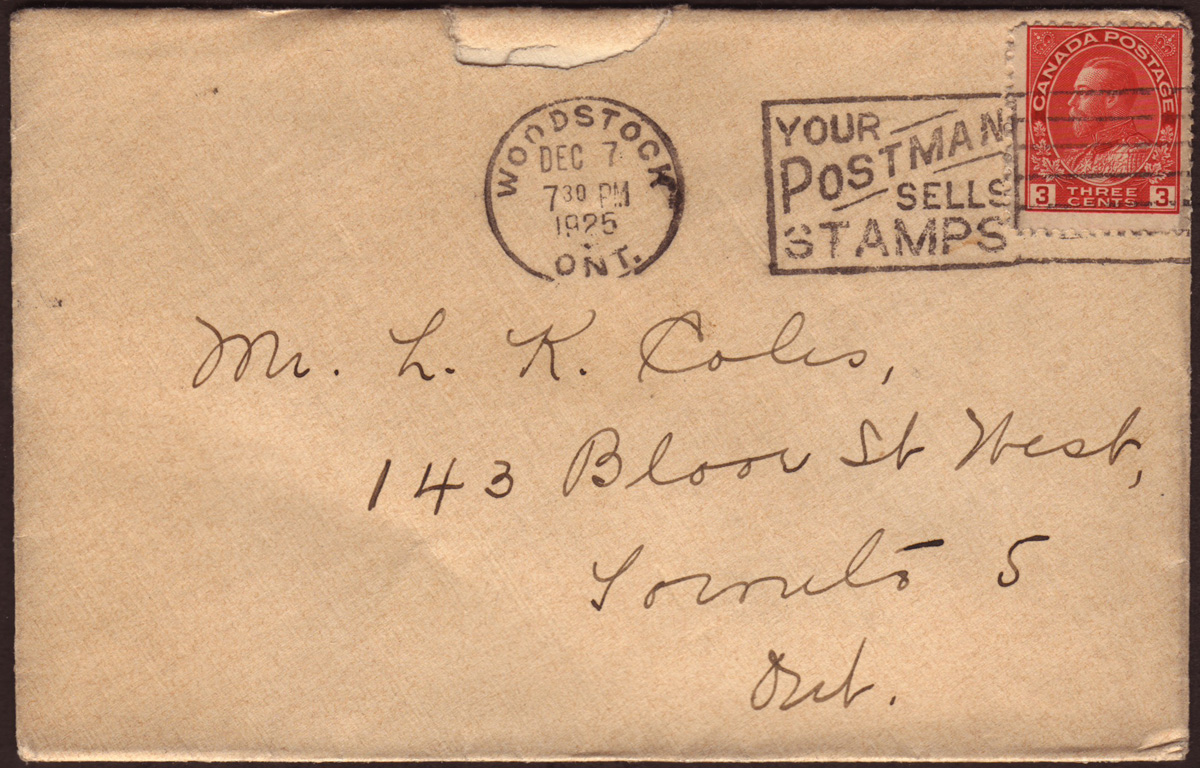 WOODSTOCK
DEC 7
7 30 PM
1925
ONT.
YOUR
POSTMAN
SELLS
STAMPS
CANADA POSTAGE
3 THREE CENTS 3
Mr. L. K. Coles,
143 Bloor St West,
Toronto 5
Ont.